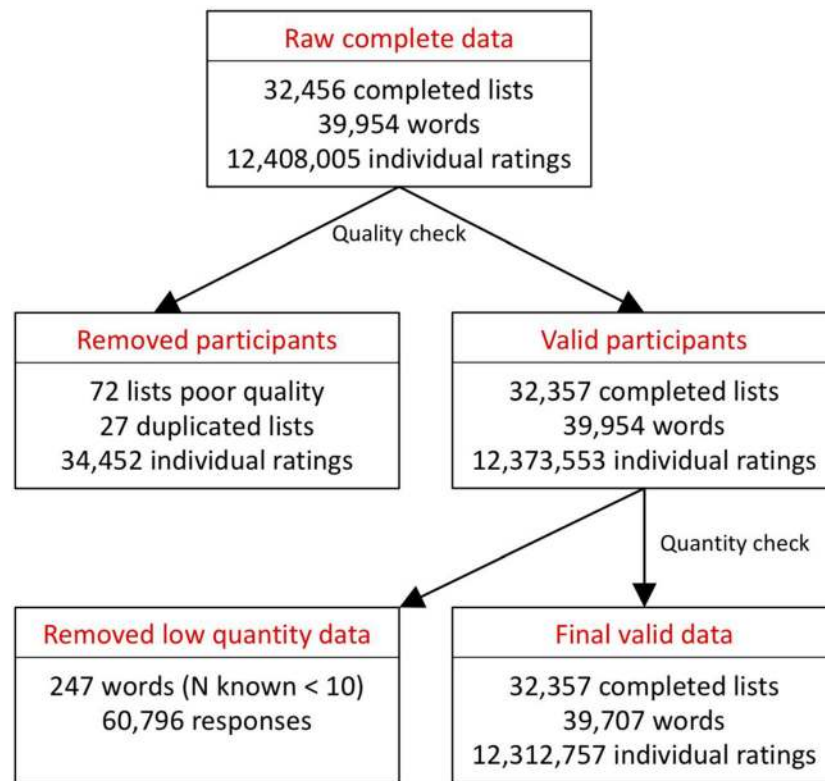 Raw complete data
32,456 completed lists
39,954 words
12,408,005 individual ratings
Quality check
Removed participants
72 lists poor quality
27 duplicated lists
34,452 individual ratings
Valid participants
32,357 completed lists
39,954 words
12,373,553 individual ratings
Quantity check
Removed low quantity data
247 words (N known < 10)
60,796 responses
Final valid data
32,357 completed lists
39,707 words
12,312,757 individual ratings